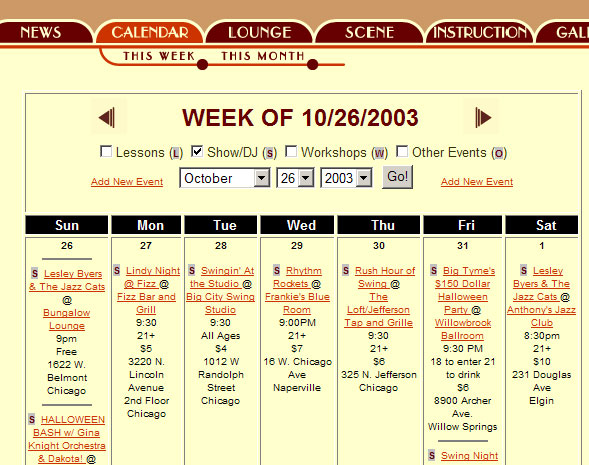 NEWS CALENDAR LOUNGE SCENE INSTRUCTION GAL
THIS WEEK THIS MONTH
WEEK OF 10/26/2003
Lessons (L) Show/DJ (S) Workshops (W) Other Events (O)
Add New Event October 26 2003 Go! Add New Event
Sun Mon Tue Wed Thu Fri Sat
26
S Lesley Byers
& The Jazz Cats
@
Bungalow
Lounge
9pm
Free
1622 W.
Belmont
Chicago
S HALLOWEEN
BASH w/ Gina
Knight Orchestra
& Dakota! @
27
S Lindy Night
@ Fizz @
Fizz Bar and
Grill
9:30
21+
$5
3220 N.
Lincoln
Avenue
2nd Floor
Chicago
28
S Swingin' At
the Studio @
Big City Swing
Studio
9:30
All Ages
$4
1012 W
Randolph
Street
Chicago
29
S Rhythm
Rockets @
Frankie's Blue
Room
9:00PM
21+
$7
16 W. Chicago
Ave
Naperville
30
S Rush Hour of
Swing @
The
Loft/Jefferson
Tap and Grille
9:30
21+
$6
325 N. Jefferson
Chicago
31
S Big Tyme's
$150 Dollar
Halloween
Party @
Willowbrook
Ballroom
9:30 PM
18 to enter 21
to drink
$6
8900 Archer
Ave.
Willow Springs
S Swing Night
1
S Lesley
Byers & The
Jazz Cats @
Anthony's Jazz
Club
8:30pm
21+
$10
231 Douglas
Ave
Elgin